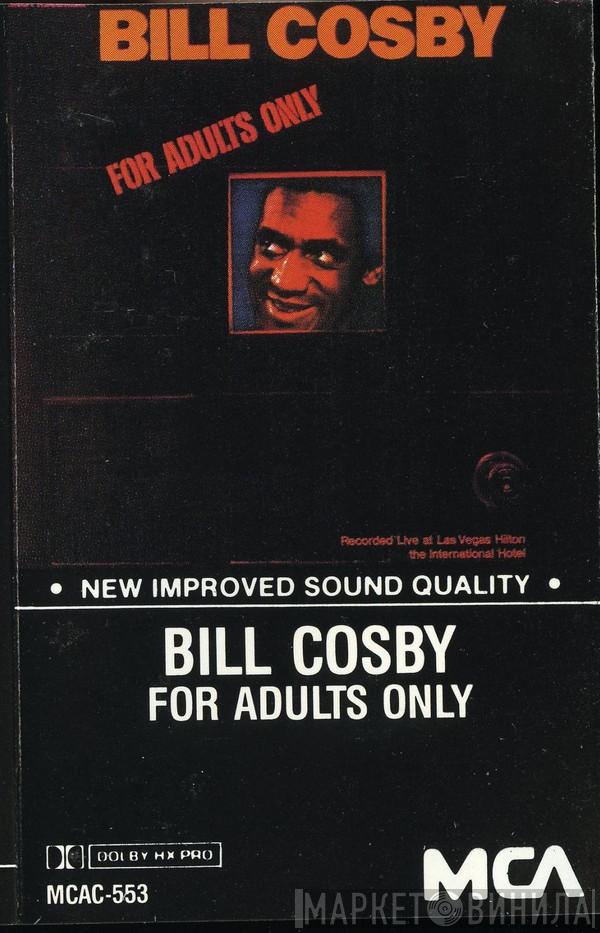 BILL COSBY
FOR ADULTS ONLY
Recorded Live at Las Vegas Hilton
the International Hotel
• NEW IMPROVED SOUND QUALITY •
BILL COSBY
FOR ADULTS ONLY
DOLBY HX PRO
MCAC-553
MCA
МАРКЕТ ВИНИЛА